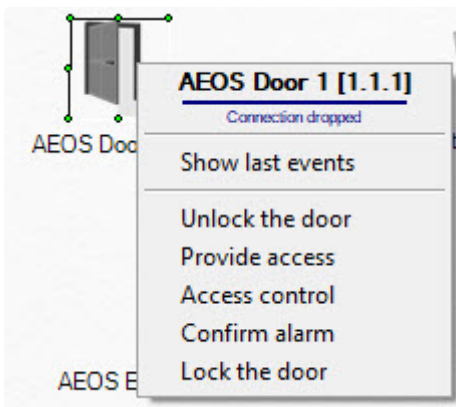 AEOS Door 1 [1.1.1]
Connection dropped
AEOS Doo
Show last events
Unlock the door
Provide access
Access control
Confirm alarm
Lock the door
AEOS E